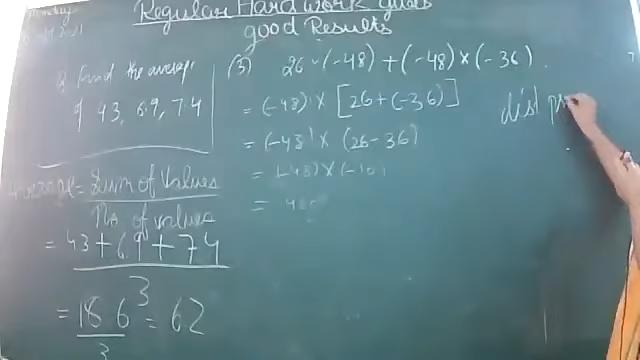 Regular Hard work gives
good Results
Q Find the average
of 43, 69, 74
Average = Sum of Values
No. of values
= 43 + 69 + 74
3
= 186
3
= 62
(3) 26 × (-48) + (-48) × (-36).
= (-48) × [26 + (-36)]
= (-48) × (26 - 36)
= (-48) × (-10)
= 480
dist